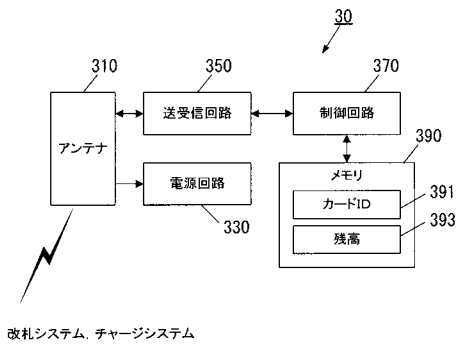 30
310
350
370
アンテナ
送受信回路
制御回路
390
メモリ
電源回路
カードID
391
330
残高
393
改札システム，チャージシステム